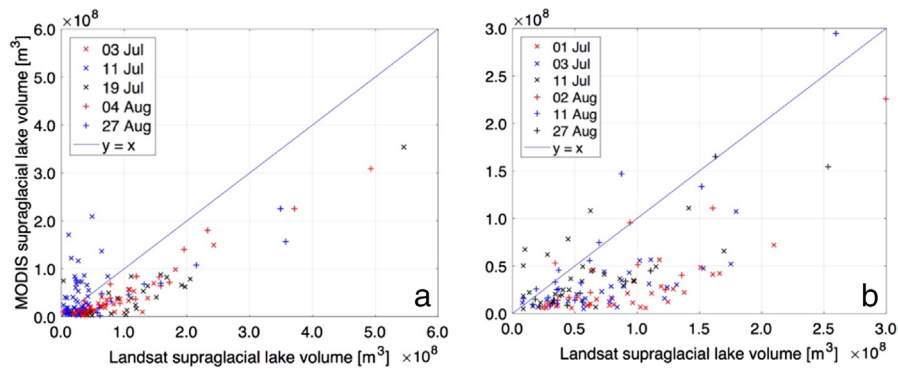 ×10⁸
6.0
5.0
4.0
3.0
2.0
1.0
0.0
MODIS supraglacial lake volume [m³]
03 Jul
11 Jul
19 Jul
04 Aug
27 Aug
y = x
a
0.0 1.0 2.0 3.0 4.0 5.0 6.0
Landsat supraglacial lake volume [m³] ×10⁸
×10⁸
3.0
2.5
2.0
1.5
1.0
0.5
0.0
01 Jul
03 Jul
11 Jul
02 Aug
11 Aug
27 Aug
y = x
b
0.0 0.5 1.0 1.5 2.0 2.5 3.0
Landsat supraglacial lake volume [m³] ×10⁸